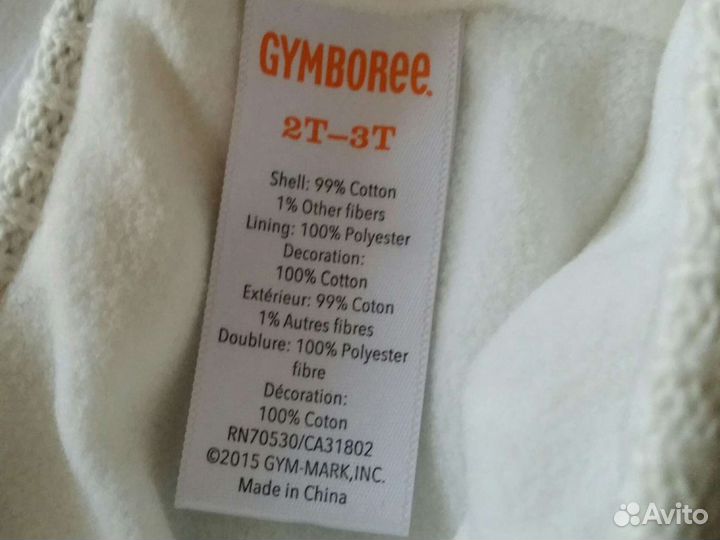 GYMBOREE.
2T–3T
Shell: 99% Cotton
1% Other fibers
Lining: 100% Polyester
Decoration:
100% Cotton
Extérieur: 99% Coton
1% Autres fibres
Doublure: 100% Polyester
fibre
Décoration:
100% Coton
RN70530/CA31802
©2015 GYM-MARK,INC.
Made in China
Avito